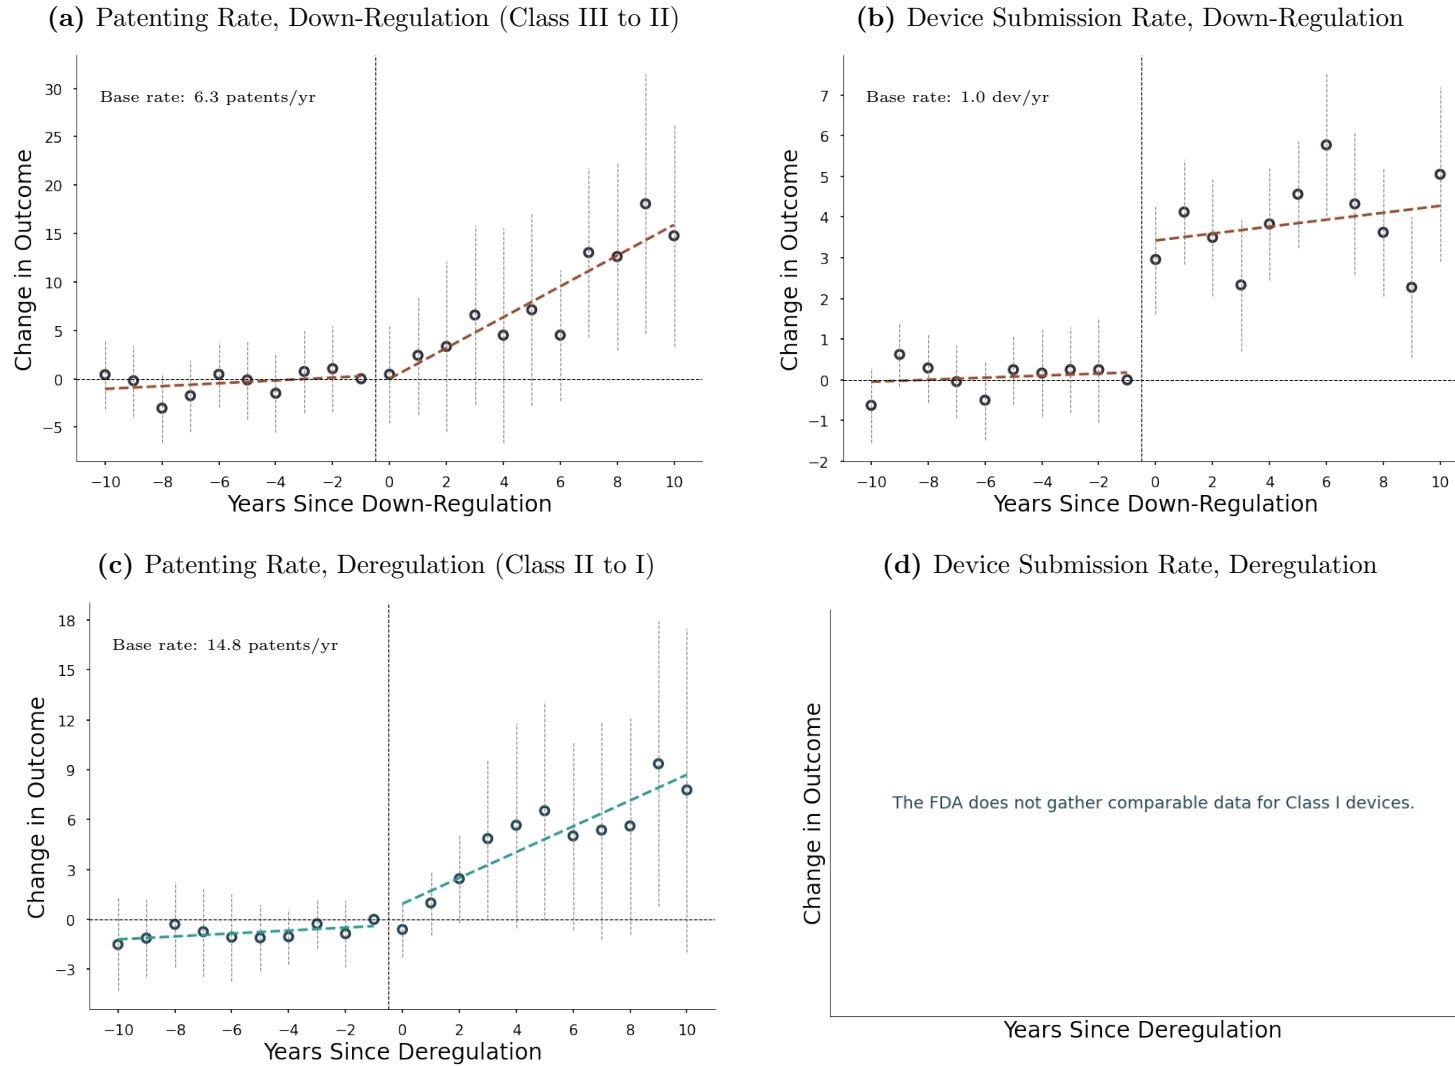 (a) Patenting Rate, Down-Regulation (Class III to II)
Base rate: 6.3 patents/yr
Change in Outcome
30
25
20
15
10
5
0
−5
−10 −8 −6 −4 −2 0 2 4 6 8 10
Years Since Down-Regulation
(b) Device Submission Rate, Down-Regulation
Base rate: 1.0 dev/yr
Change in Outcome
7
6
5
4
3
2
1
0
−1
−2
−10 −8 −6 −4 −2 0 2 4 6 8 10
Years Since Down-Regulation
(c) Patenting Rate, Deregulation (Class II to I)
Base rate: 14.8 patents/yr
Change in Outcome
18
15
12
9
6
3
0
−3
−10 −8 −6 −4 −2 0 2 4 6 8 10
Years Since Deregulation
(d) Device Submission Rate, Deregulation
Change in Outcome
The FDA does not gather comparable data for Class I devices.
Years Since Deregulation